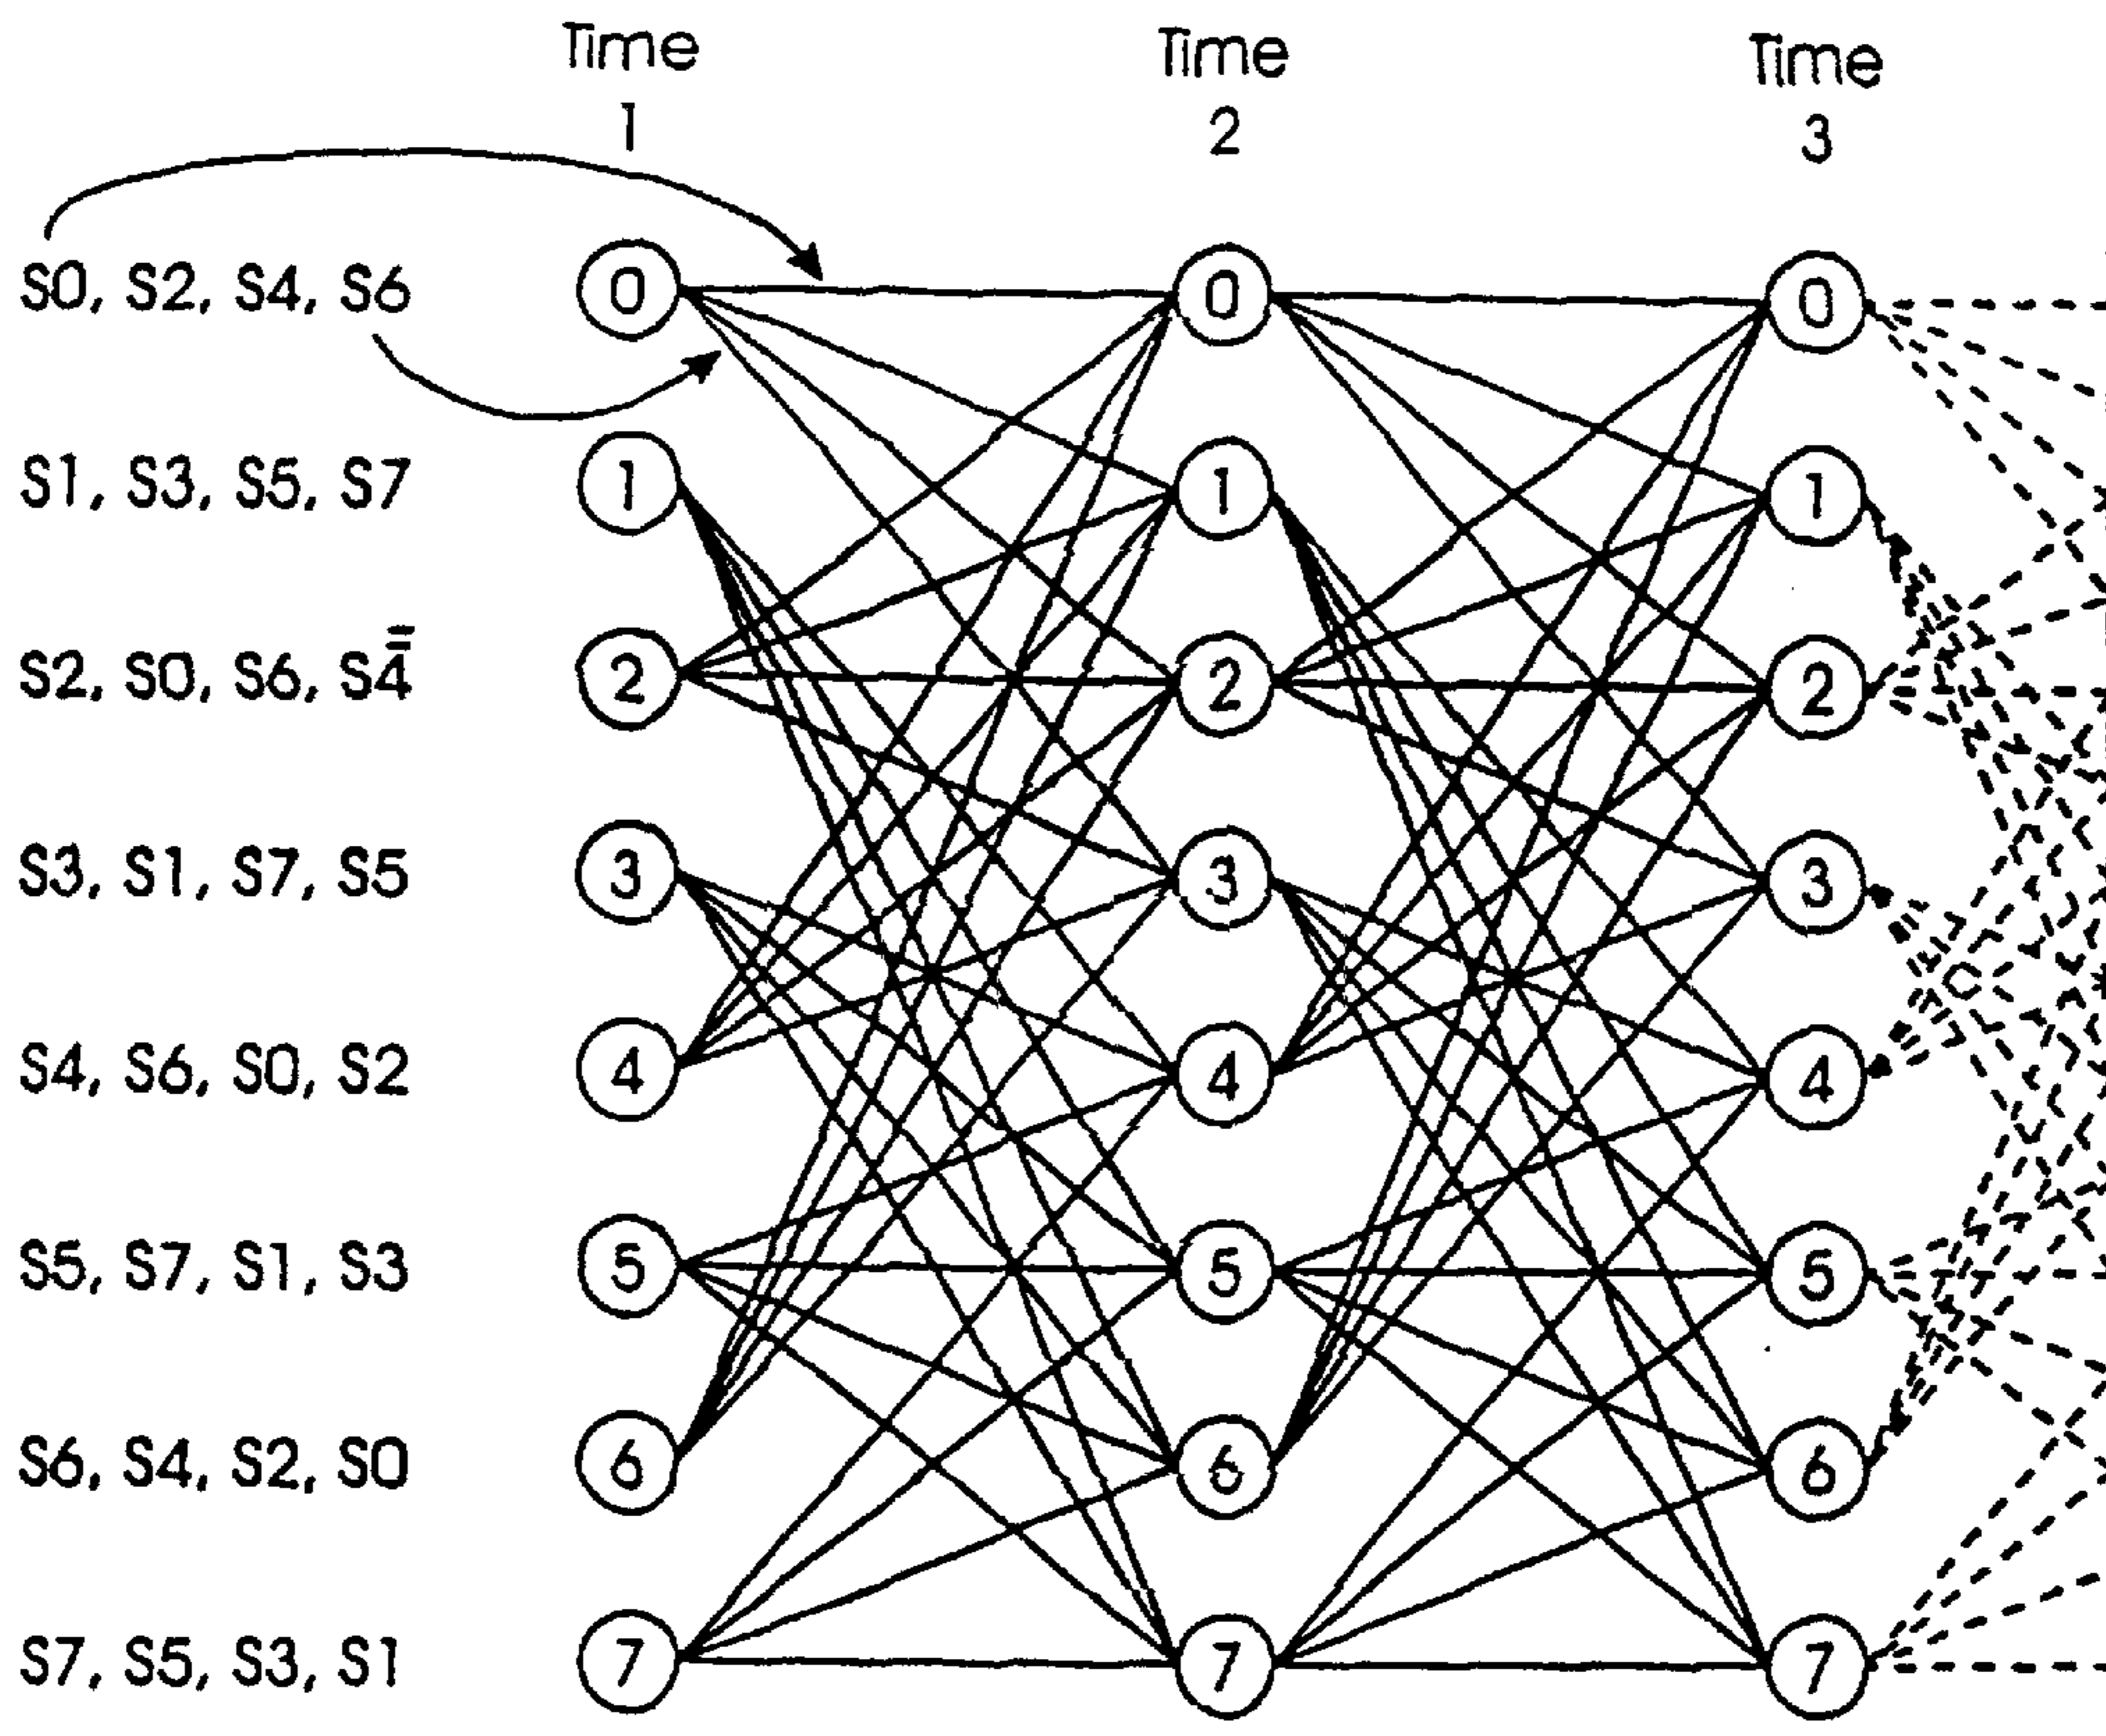 Time Time Time
1 2 3
S0, S2, S4, S6 0 0 0
S1, S3, S5, S7 1 1 1
S2, S0, S6, S4 2 2 2
S3, S1, S7, S5 3 3 3
S4, S6, S0, S2 4 4 4
S5, S7, S1, S3 5 5 5
S6, S4, S2, S0 6 6 6
S7, S5, S3, S1 7 7 7